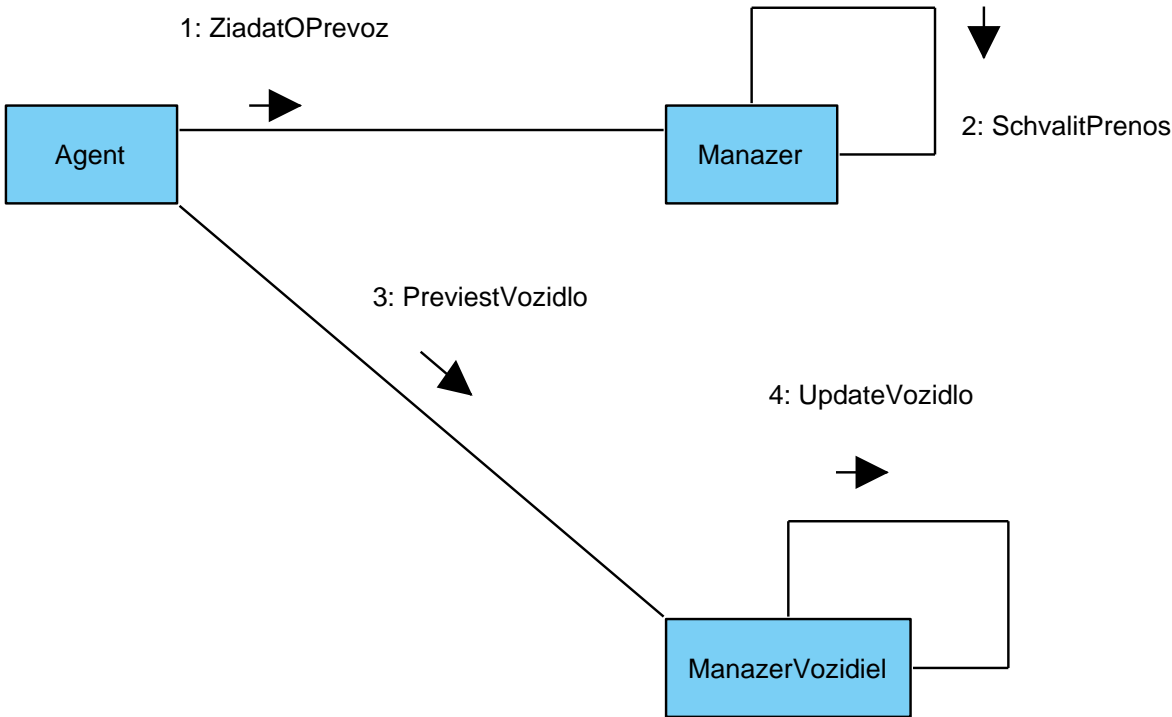 1: ZiadatOPrevoz
Agent
Manazer
2: SchvalitPrenos
3: PreviestVozidlo
4: UpdateVozidlo
ManazerVozidiel